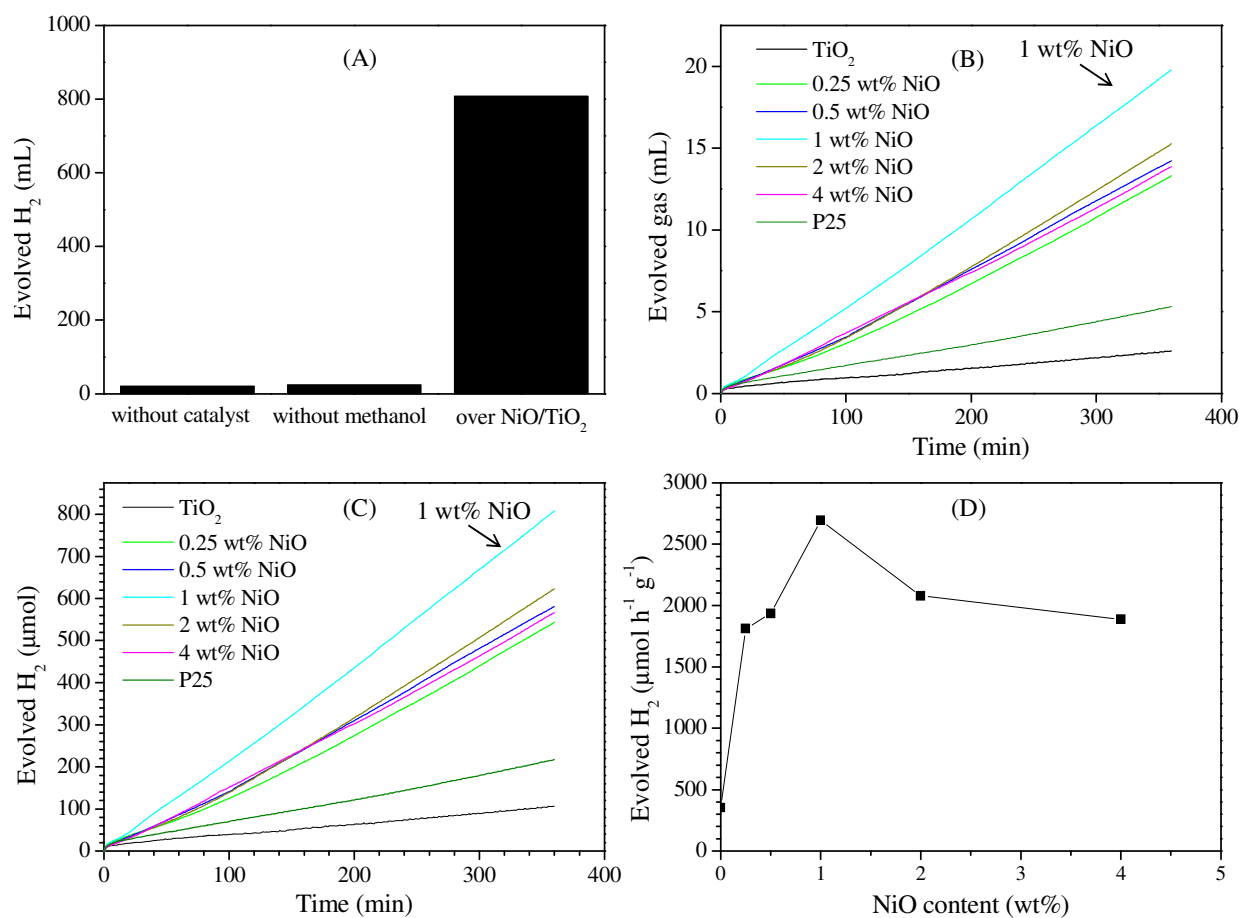 (A)
Evolved H2 (mL)
1000
800
600
400
200
0
without catalyst
without methanol
over NiO/TiO2
(B)
1 wt% NiO
TiO2
0.25 wt% NiO
0.5 wt% NiO
1 wt% NiO
2 wt% NiO
4 wt% NiO
P25
Evolved gas (mL)
20
15
10
5
0
0 100 200 300 400
Time (min)
(C)
1 wt% NiO
TiO2
0.25 wt% NiO
0.5 wt% NiO
1 wt% NiO
2 wt% NiO
4 wt% NiO
P25
Evolved H2 (μmol)
800
700
600
500
400
300
200
100
0
0 100 200 300 400
Time (min)
(D)
Evolved H2 (μmol h-1 g-1)
3000
2500
2000
1500
1000
500
0
0 1 2 3 4 5
NiO content (wt%)